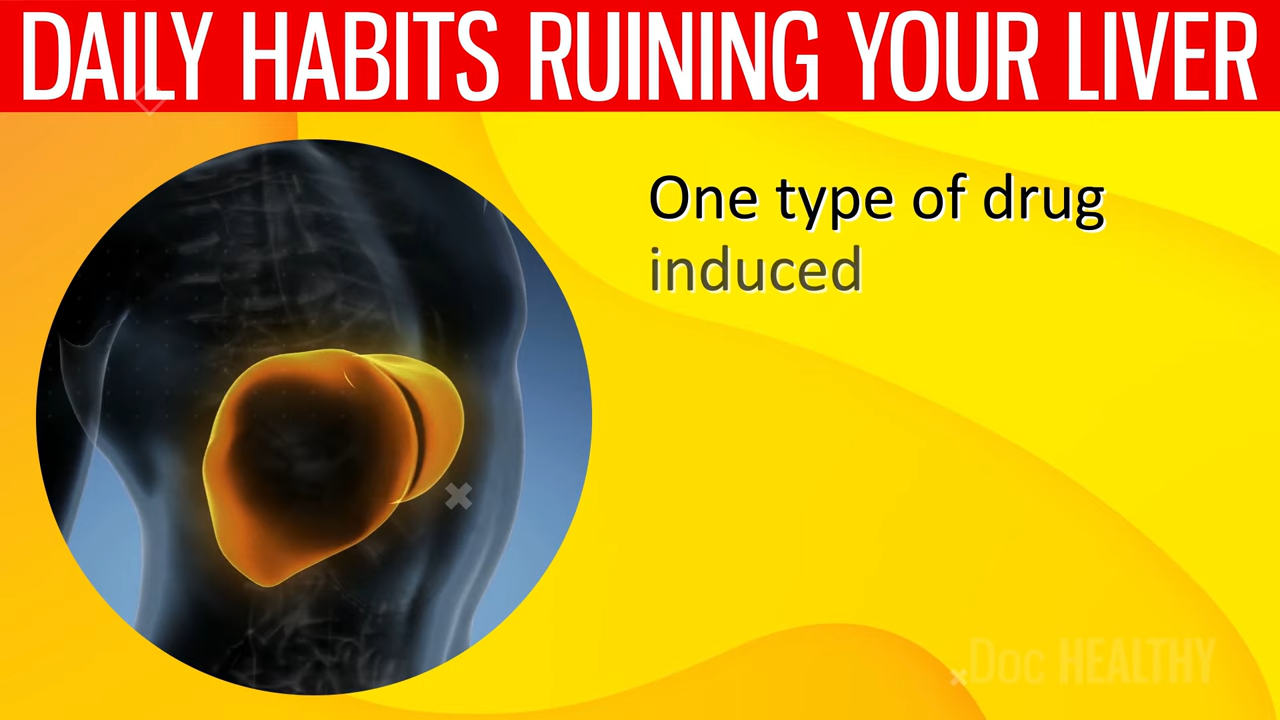 DAILY HABITS RUINING YOUR LIVER
One type of drug
induced
Doc HEALTHY